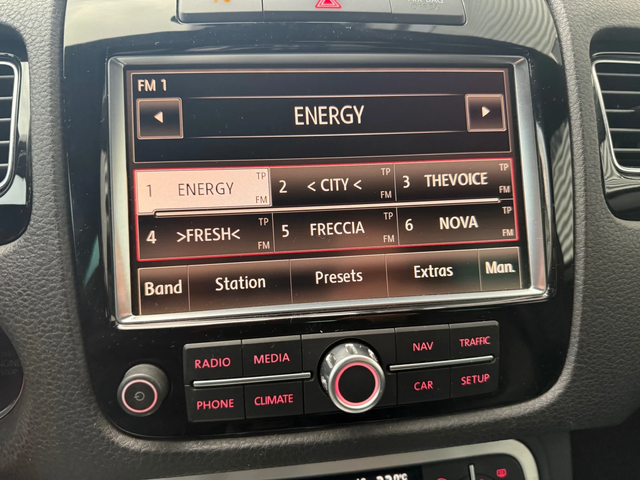 FM 1
ENERGY
1 ENERGY TP FM
2 < CITY < TP FM
3 THEVOICE TP FM
4 >FRESH< TP FM
5 FRECCIA TP FM
6 NOVA TP FM
Band Station Presets Extras Man.
RADIO MEDIA NAV TRAFFIC
PHONE CLIMATE CAR SETUP